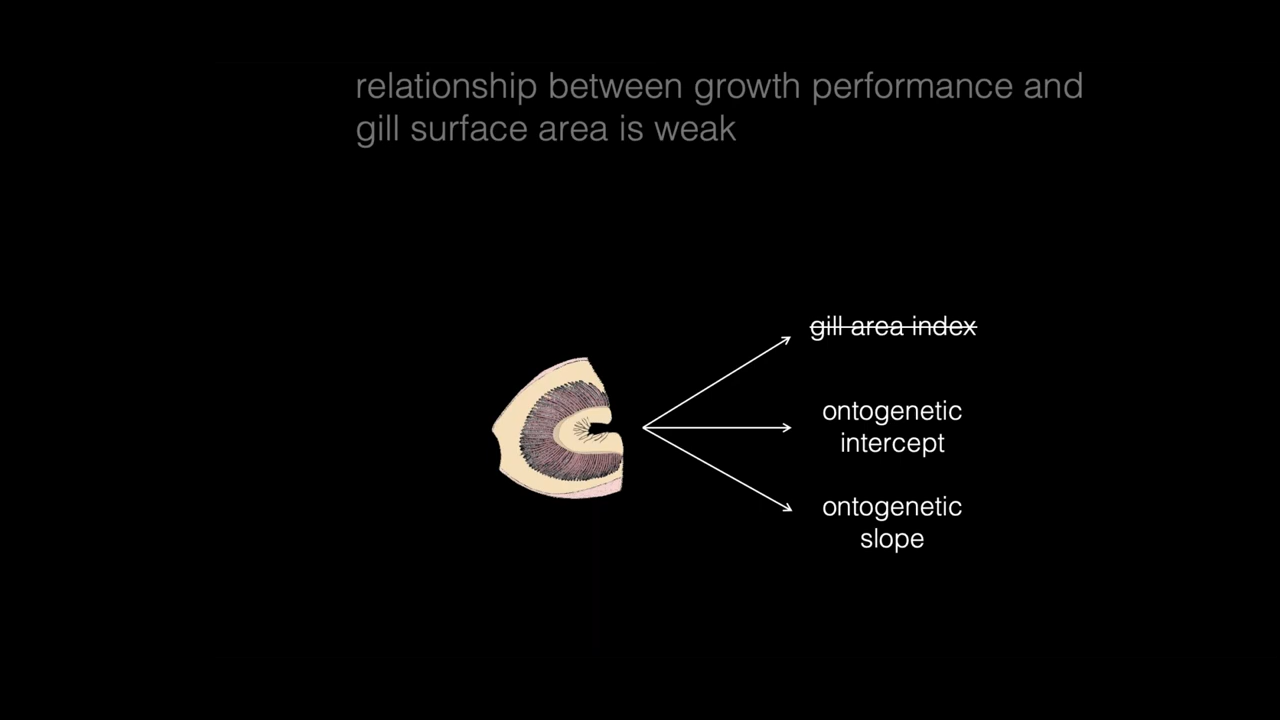 relationship between growth performance and
gill surface area is weak
gill area index
ontogenetic
intercept
ontogenetic
slope